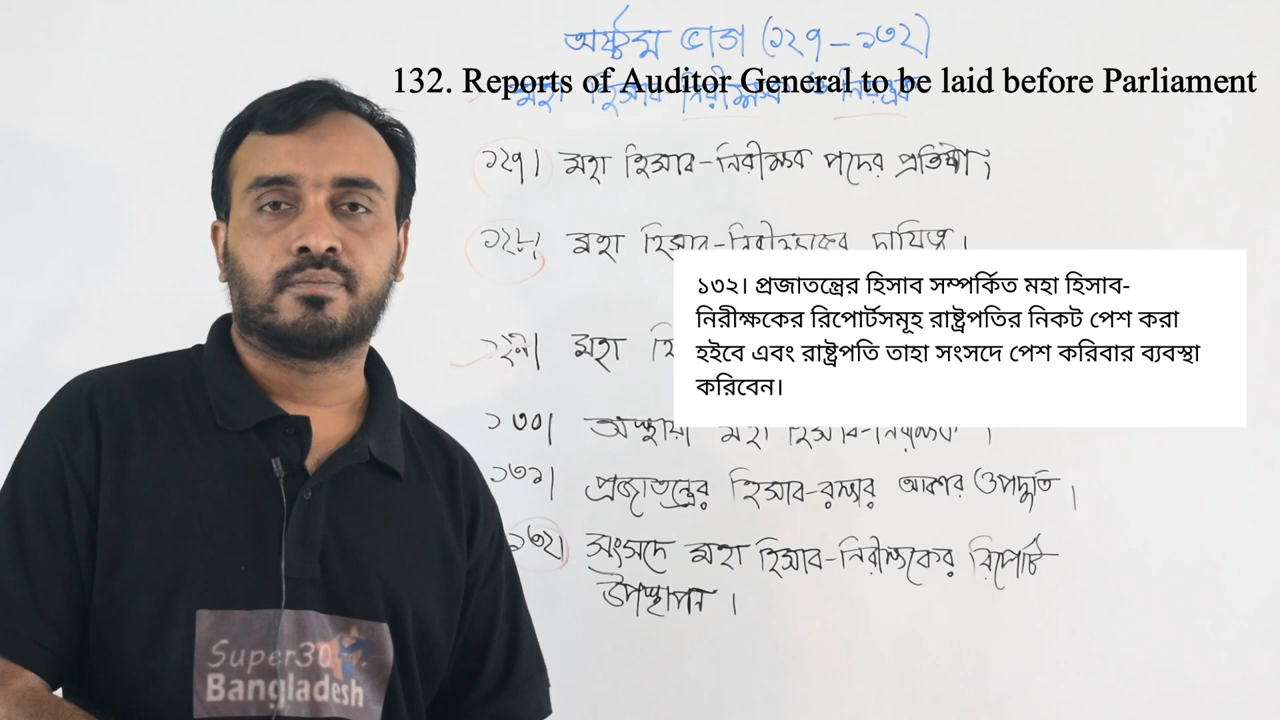 অষ্টম ভাগ (১২৭-১৩২)
132. Reports of Auditor General to be laid before Parliament
মহা হিসাব নিরীক্ষক ও নিয়ন্ত্রক
১২৭। মহা হিসাব-নিরীক্ষক পদের প্রতিষ্ঠা;
১২৮। মহা হিসাব-নিরীক্ষকের দায়িত্ব।
১৩২। প্রজাতন্ত্রের হিসাব সম্পর্কিত মহা হিসাব-
নিরীক্ষকের রিপোর্টসমূহ রাষ্ট্রপতির নিকট পেশ করা
হইবে এবং রাষ্ট্রপতি তাহা সংসদে পেশ করিবার ব্যবস্থা
করিবেন।
১২৯। মহা হি
১৩০। অস্থায়ী মহা হিসাব-নিরীক্ষক।
১৩১। প্রজাতন্ত্রের হিসাব-রক্ষার আকার ও পদ্ধতি।
১৩২। সংসদে মহা হিসাব-নিরীক্ষকের রিপোর্ট
উপস্থাপন।
Super30
Bangladesh